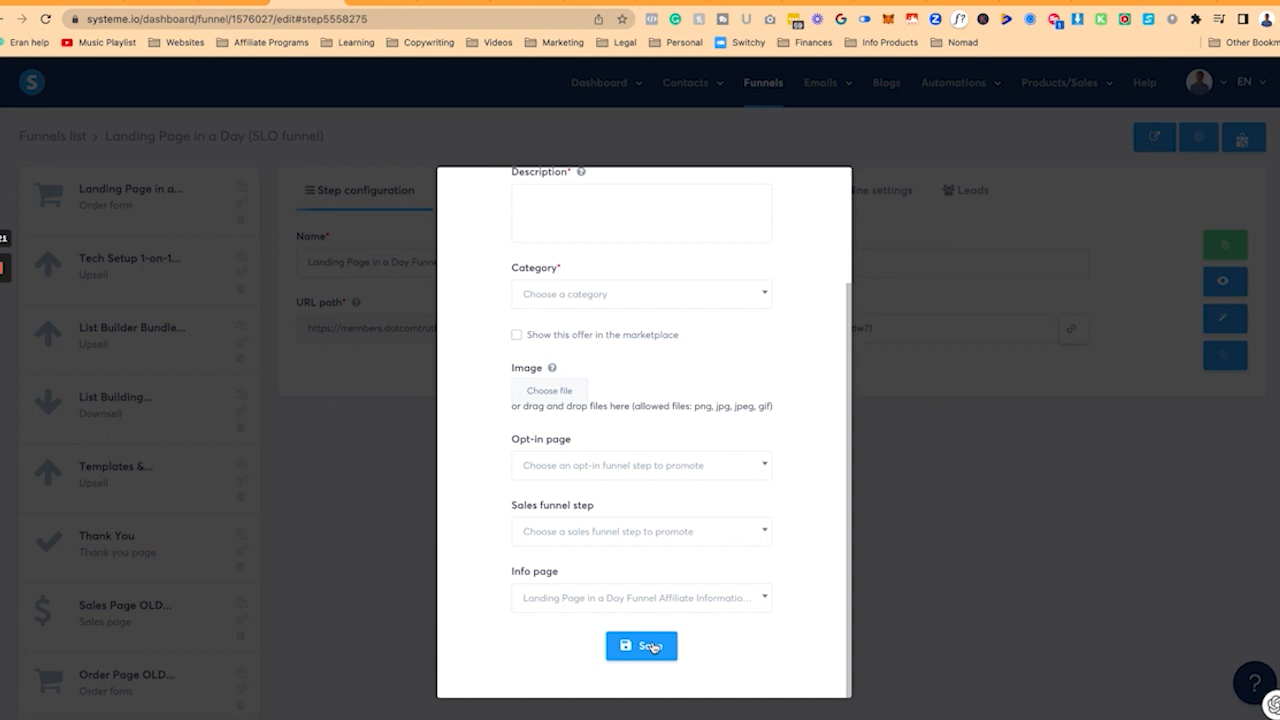 systeme.io/dashboard/funnel/1576027/edit#step5558275
Eran help
Music Playlist
Websites
Affiliate Programs
Learning
Copywriting
Videos
Marketing
Legal
Personal
Switchy
Finances
Info Products
Nomad
Other Bookm
S
Dashboard
Contacts
Funnels
Emails
Blogs
Automations
Products/Sales
Help
EN
Funnels list > Landing Page in a Day (SLO funnel)
Landing Page in a...
Order form
Tech Setup 1-on-1...
Upsell
List Builder Bundle...
Upsell
List Building...
Downsell
Templates &...
Upsell
Thank You
Thank you page
Sales Page OLD...
Sales page
Order Page OLD...
Order form
Step configuration
ine settings
Leads
Name*
Landing Page in a Day Funne
URL path*
https://members.dotcomtruth
dw71
Description*
Category*
Choose a category
Show this offer in the marketplace
Image
Choose file
or drag and drop files here (allowed files: png, jpg, jpeg, gif)
Opt-in page
Choose an opt-in funnel step to promote
Sales funnel step
Choose a sales funnel step to promote
Info page
Landing Page in a Day Funnel Affiliate Informatio...
Save
?